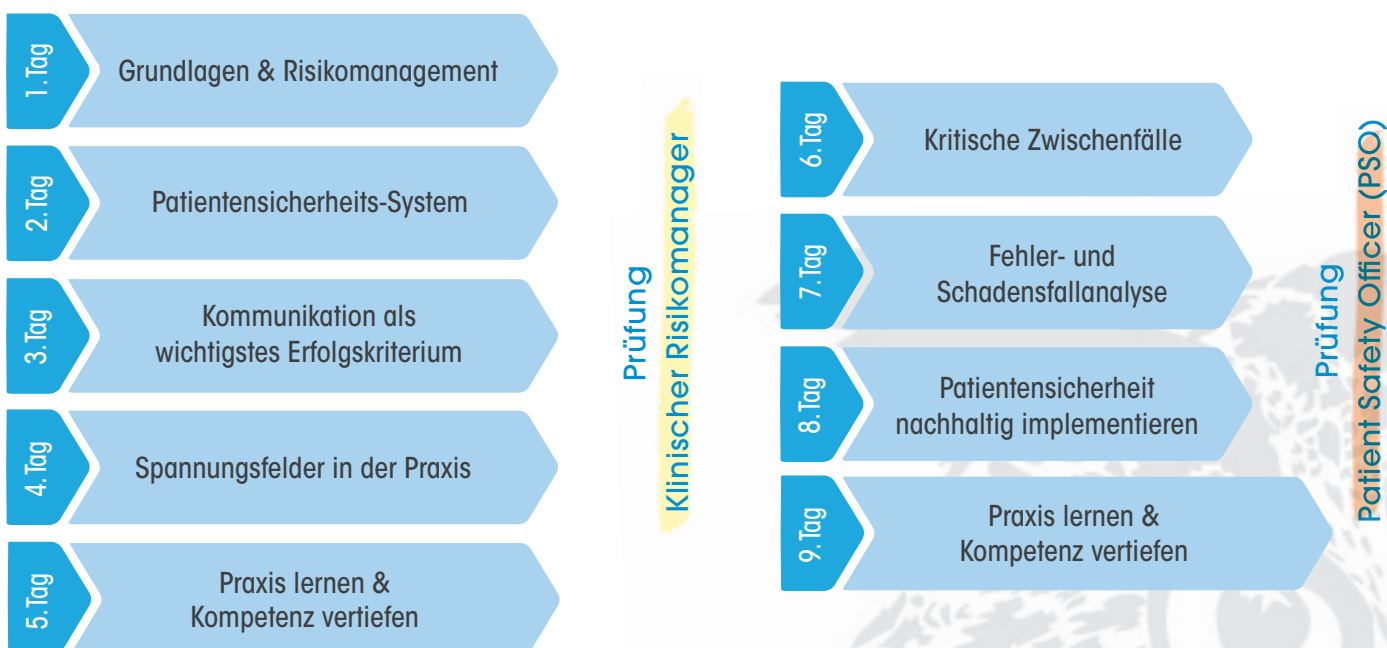 1. Tag
Grundlagen & Risikomanagement
2. Tag
Patientensicherheits-System
3. Tag
Kommunikation als
wichtigstes Erfolgskriterium
4. Tag
Spannungsfelder in der Praxis
5. Tag
Praxis lernen &
Kompetenz vertiefen
Prüfung
Klinischer Risikomanager
6. Tag
Kritische Zwischenfälle
7. Tag
Fehler- und
Schadensfallanalyse
8. Tag
Patientensicherheit
nachhaltig implementieren
9. Tag
Praxis lernen &
Kompetenz vertiefen
Prüfung
Patient Safety Officer (PSO)